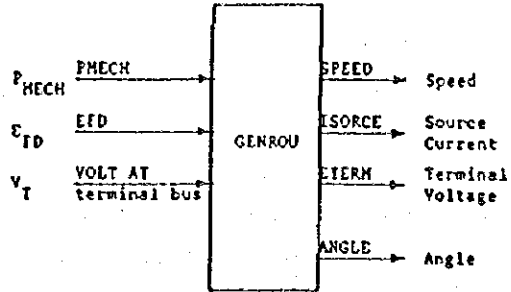 P_MECH PMECH
E_FD EFD
V_T VOLT AT
terminal bus
GENROU
SPEED Speed
ISORCE Source
Current
ETERM Terminal
Voltage
ANGLE Angle